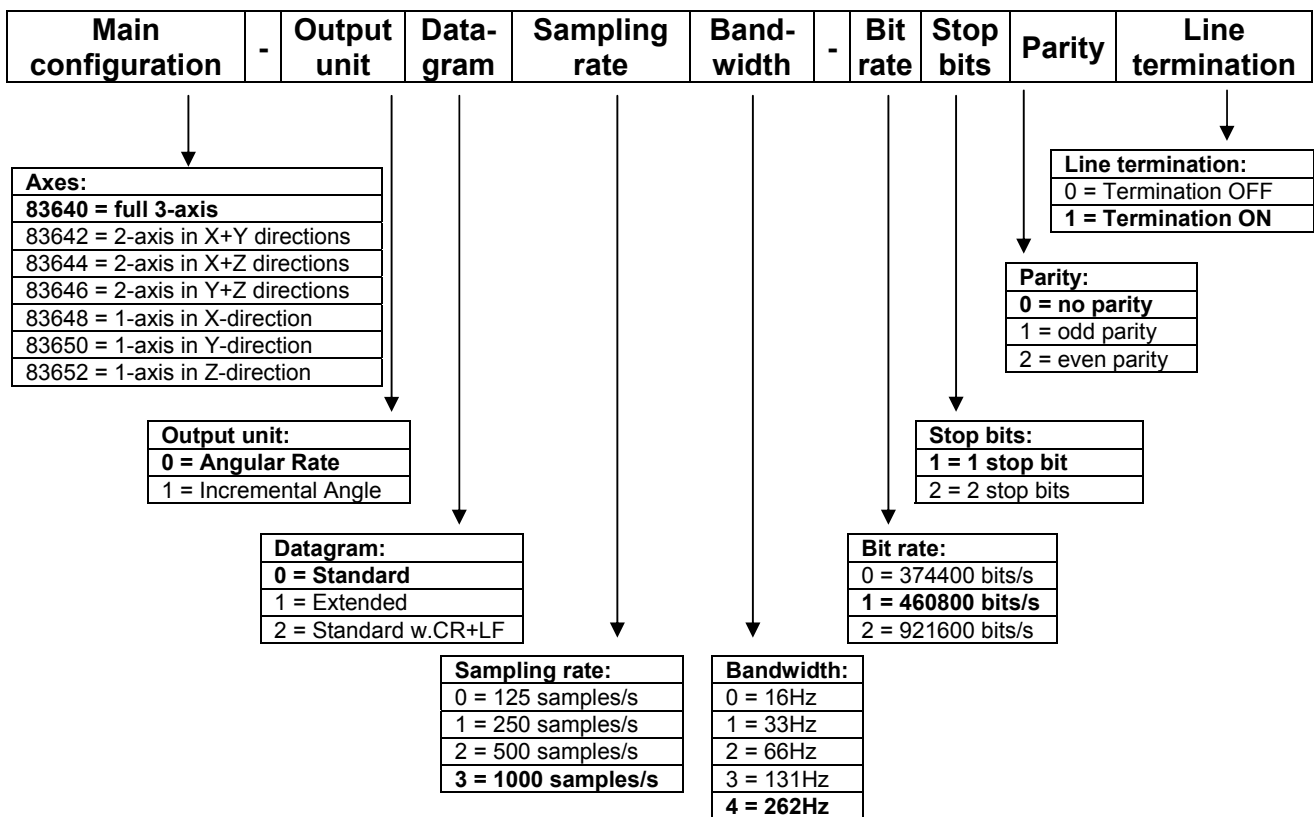 Main configuration - Output unit Data-gram Sampling rate Band-width - Bit rate Stop bits Parity Line termination
Axes:
83640 = full 3-axis
83642 = 2-axis in X+Y directions
83644 = 2-axis in X+Z directions
83646 = 2-axis in Y+Z directions
83648 = 1-axis in X-direction
83650 = 1-axis in Y-direction
83652 = 1-axis in Z-direction
Line termination:
0 = Termination OFF
1 = Termination ON
Parity:
0 = no parity
1 = odd parity
2 = even parity
Output unit:
0 = Angular Rate
1 = Incremental Angle
Stop bits:
1 = 1 stop bit
2 = 2 stop bits
Datagram:
0 = Standard
1 = Extended
2 = Standard w.CR+LF
Bit rate:
0 = 374400 bits/s
1 = 460800 bits/s
2 = 921600 bits/s
Sampling rate:
0 = 125 samples/s
1 = 250 samples/s
2 = 500 samples/s
3 = 1000 samples/s
Bandwidth:
0 = 16Hz
1 = 33Hz
2 = 66Hz
3 = 131Hz
4 = 262Hz